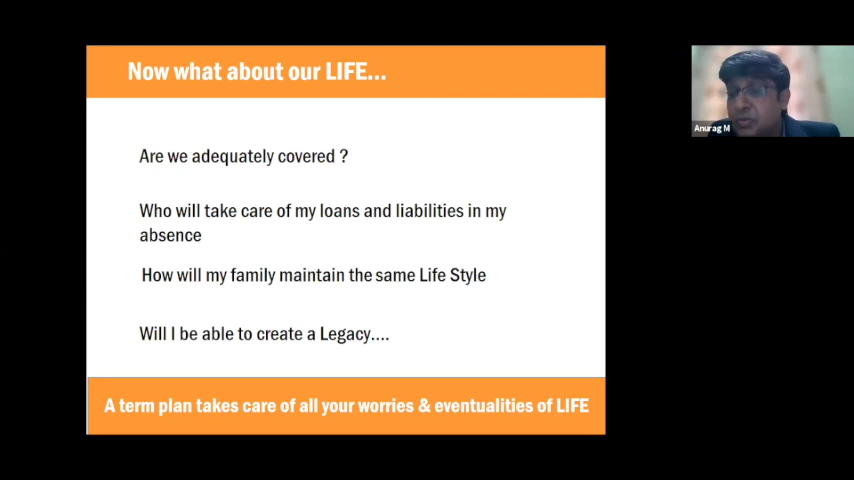 Now what about our LIFE...
Anurag M
Are we adequately covered ?
Who will take care of my loans and liabilities in my
absence
How will my family maintain the same Life Style
Will I be able to create a Legacy....
A term plan takes care of all your worries & eventualities of LIFE